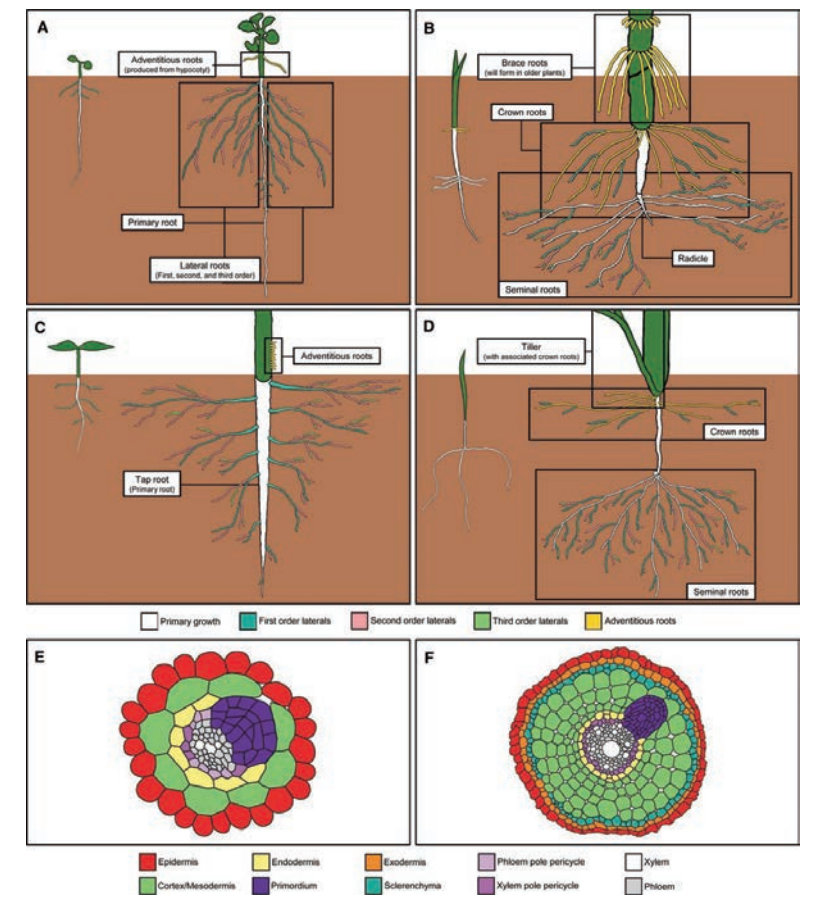 A
Adventitious roots
(produced from hypocotyl)
Primary root
Lateral roots
(First, second, and third order)
B
Brace roots
(will form in older plants)
Crown roots
Radicle
Seminal roots
C
Adventitious roots
Tap root
(Primary root)
D
Tiller
(with associated crown roots)
Crown roots
Seminal roots
Primary growth
First order laterals
Second order laterals
Third order laterals
Adventitious roots
E
F
Epidermis
Endodermis
Exodermis
Phloem pole pericycle
Xylem
Cortex/Mesodermis
Primordium
Sclerenchyma
Xylem pole pericycle
Phloem